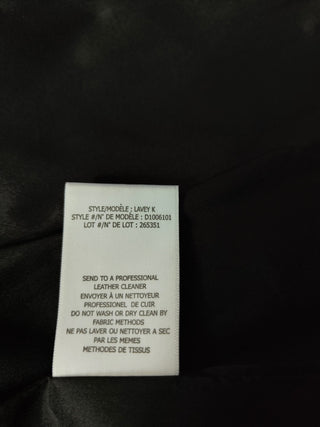 STYLE/MODÈLE ; LAVEY K
STYLE #/N° DE MODÈLE : D1006101
LOT #/N° DE LOT : 265351
SEND TO A PROFESSIONAL
LEATHER CLEANER
ENVOYER À UN NETTOYEUR
PROFESSIONEL DE CUIR
DO NOT WASH OR DRY CLEAN BY
FABRIC METHODS
NE PAS LAVER OU NETTOYER A SEC
PAR LES MEMES
METHODES DE TISSUS